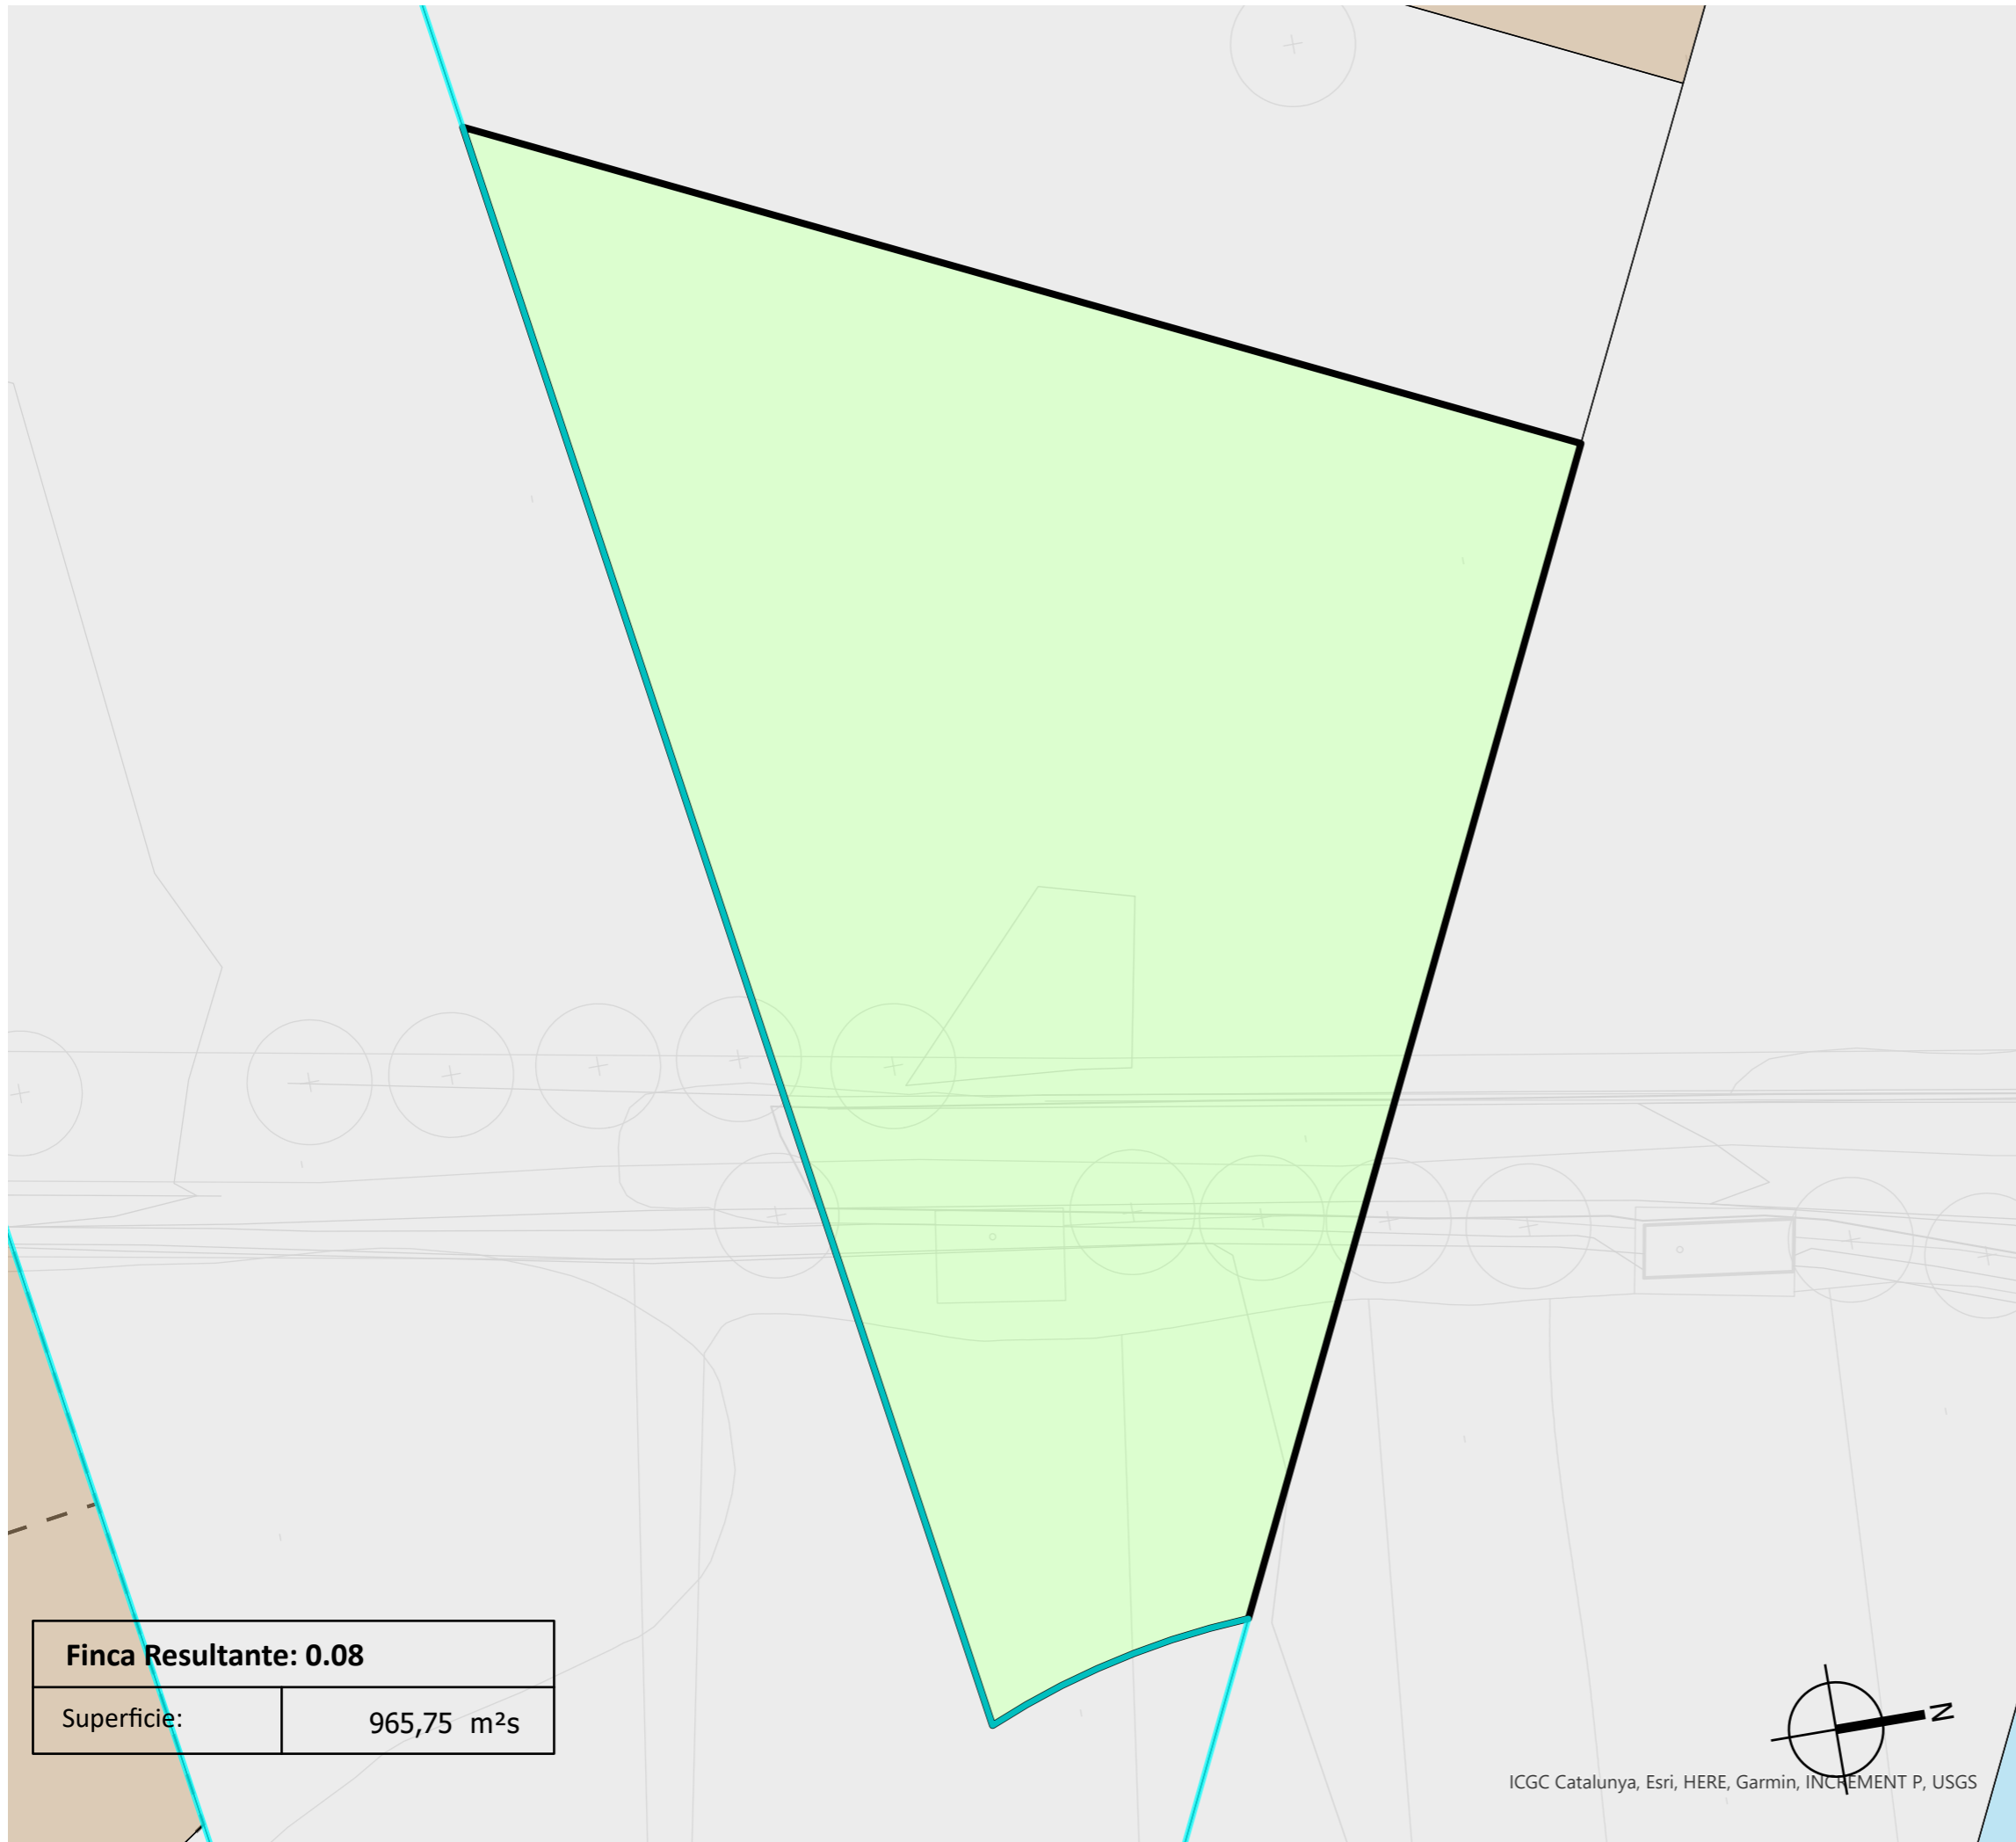 Finca Resultante: 0.08
Superficie: 965,75 m²s
N
ICGC Catalunya, Esri, HERE, Garmin, INCREMENT P, USGS